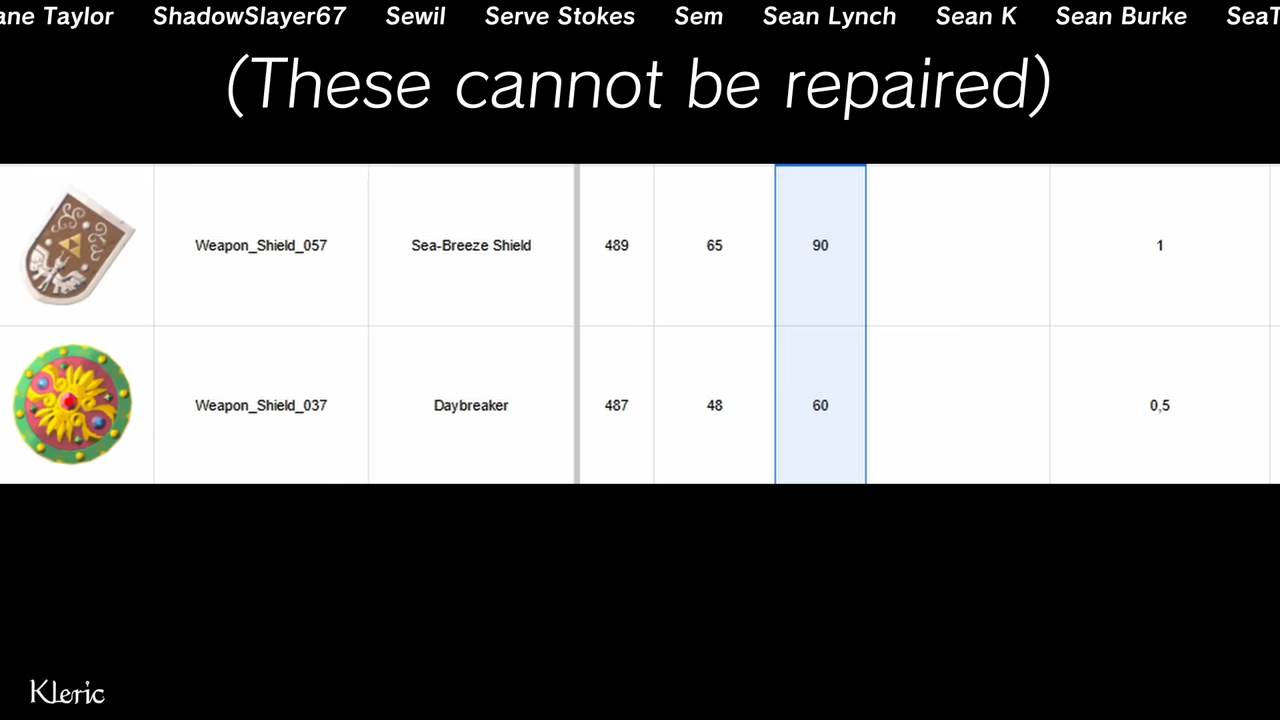 ane Taylor ShadowSlayer67 Sewil Serve Stokes Sem Sean Lynch Sean K Sean Burke SeaT
(These cannot be repaired)
Weapon_Shield_057 Sea-Breeze Shield 489 65 90 1
Weapon_Shield_037 Daybreaker 487 48 60 0,5
Kleric